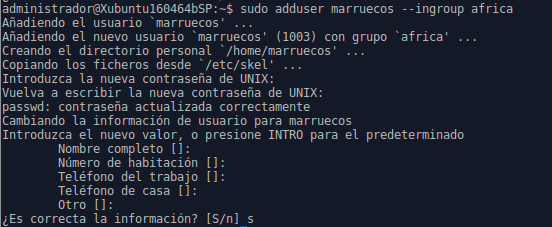 administrador@Xubuntu160464bSP:~$ sudo adduser marruecos --ingroup africa
Añadiendo el usuario `marruecos' ...
Añadiendo el nuevo usuario `marruecos' (1003) con grupo `africa' ...
Creando el directorio personal `/home/marruecos' ...
Copiando los ficheros desde `/etc/skel' ...
Introduzca la nueva contraseña de UNIX:
Vuelva a escribir la nueva contraseña de UNIX:
passwd: contraseña actualizada correctamente
Cambiando la información de usuario para marruecos
Introduzca el nuevo valor, o presione INTRO para el predeterminado
Nombre completo []:
Número de habitación []:
Teléfono del trabajo []:
Teléfono de casa []:
Otro []:
¿Es correcta la información? [S/n] s